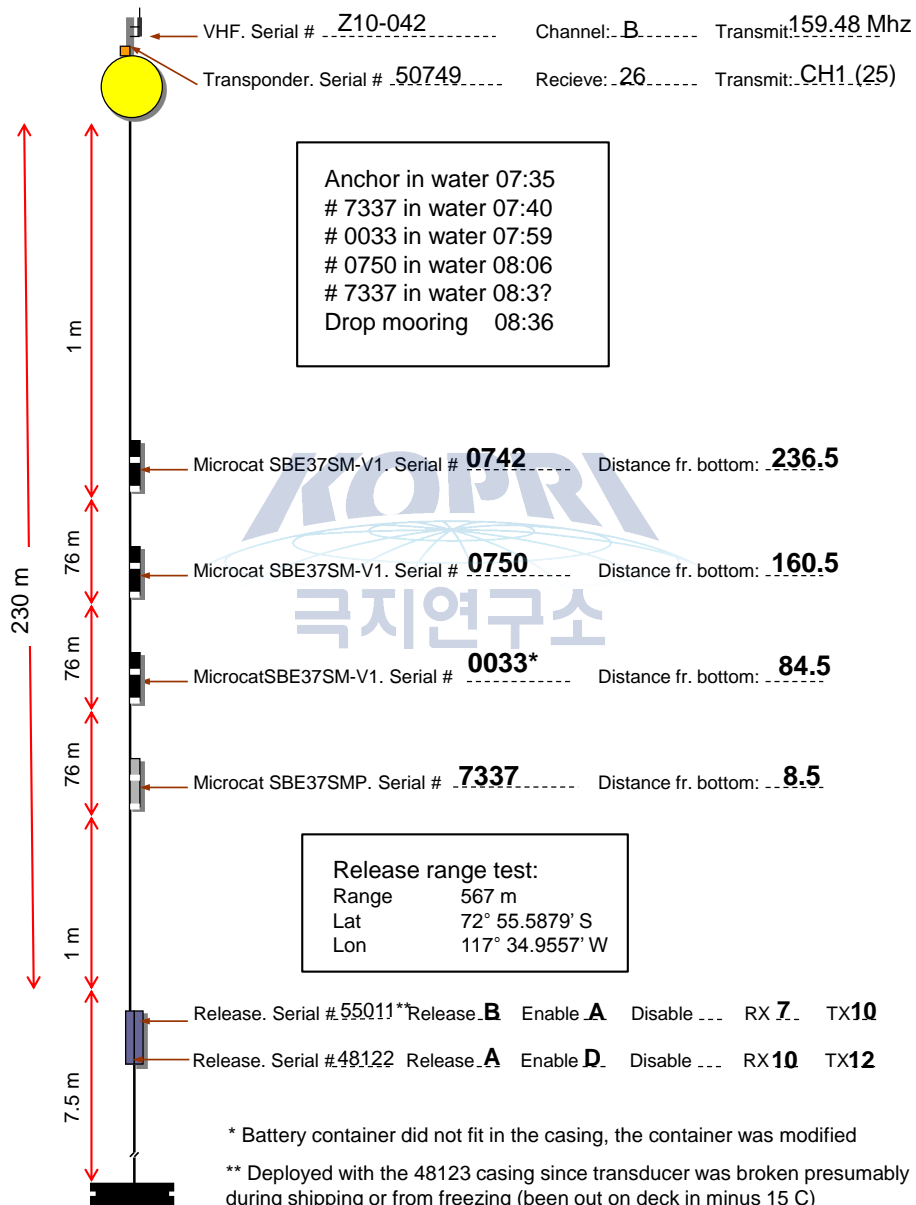 VHF. Serial # Z10-042 Channel: B Transmit: 159.48 Mhz
Transponder. Serial # 50749 Recieve: 26 Transmit: CH1 (25)
Anchor in water 07:35
# 7337 in water 07:40
# 0033 in water 07:59
# 0750 in water 08:06
# 7337 in water 08:3?
Drop mooring 08:36
1 m
Microcat SBE37SM-V1. Serial # 0742 Distance fr. bottom: 236.5
KOPRI
76 m
Microcat SBE37SM-V1. Serial # 0750 Distance fr. bottom: 160.5
230 m
극지연구소
76 m
MicrocatSBE37SM-V1. Serial # 0033* Distance fr. bottom: 84.5
76 m
Microcat SBE37SMP. Serial # 7337 Distance fr. bottom: 8.5
Release range test:
Range 567 m
Lat 72° 55.5879' S
Lon 117° 34.9557' W
1 m
Release. Serial # 55011** Release B Enable A Disable RX 7 TX 10
Release. Serial # 48122 Release A Enable D Disable RX 10 TX 12
7.5 m
* Battery container did not fit in the casing, the container was modified
** Deployed with the 48123 casing since transducer was broken presumably
during shipping or from freezing (been out on deck in minus 15 C)